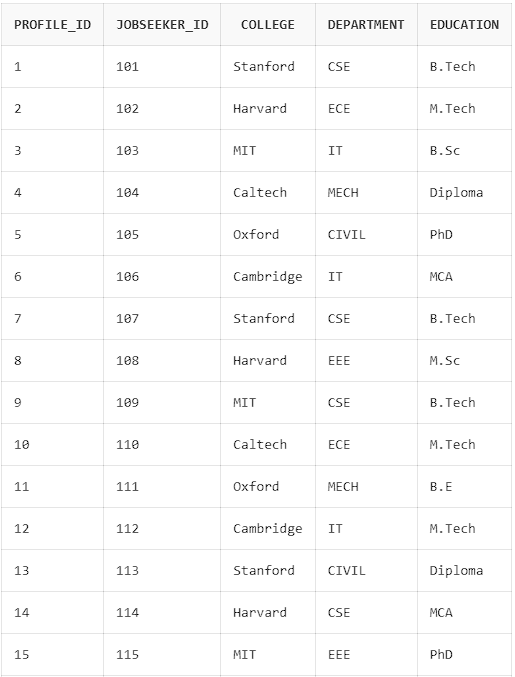 PROFILE_ID JOBSEEKER_ID COLLEGE DEPARTMENT EDUCATION
1 101 Stanford CSE B.Tech
2 102 Harvard ECE M.Tech
3 103 MIT IT B.Sc
4 104 Caltech MECH Diploma
5 105 Oxford CIVIL PhD
6 106 Cambridge IT MCA
7 107 Stanford CSE B.Tech
8 108 Harvard EEE M.Sc
9 109 MIT CSE B.Tech
10 110 Caltech ECE M.Tech
11 111 Oxford MECH B.E
12 112 Cambridge IT M.Tech
13 113 Stanford CIVIL Diploma
14 114 Harvard CSE MCA
15 115 MIT EEE PhD